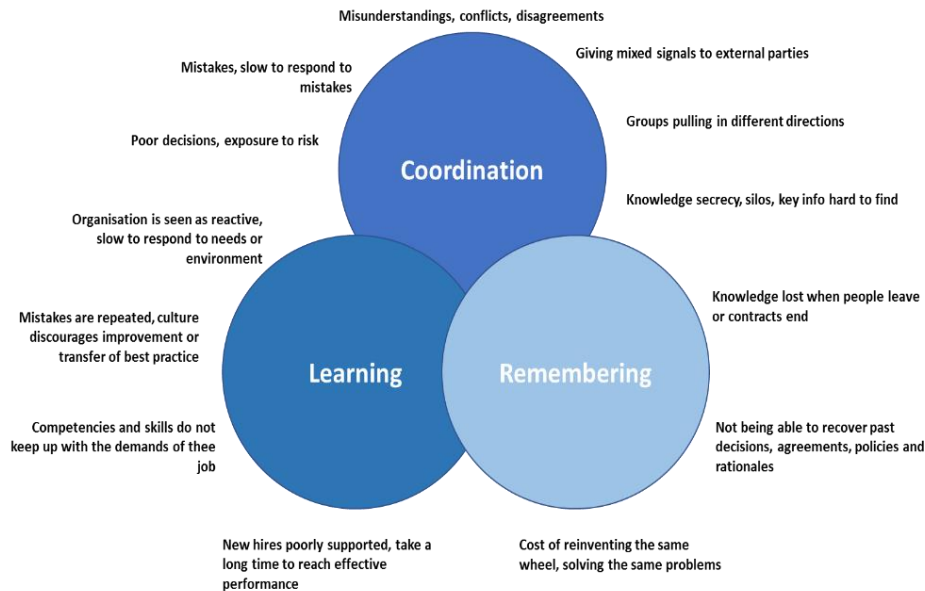 Misunderstandings, conflicts, disagreements
Giving mixed signals to external parties
Mistakes, slow to respond to
mistakes
Groups pulling in different directions
Poor decisions, exposure to risk
Coordination
Knowledge secrecy, silos, key info hard to find
Organisation is seen as reactive,
slow to respond to needs or
environment
Knowledge lost when people leave
or contracts end
Mistakes are repeated, culture
discourages improvement or
transfer of best practice
Learning
Remembering
Competencies and skills do not
keep up with the demands of thee
job
Not being able to recover past
decisions, agreements, policies and
rationales
New hires poorly supported, take a
long time to reach effective
performance
Cost of reinventing the same
wheel, solving the same problems